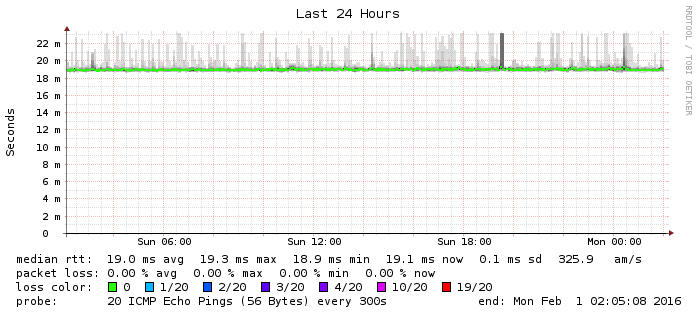 Last 24 Hours
RRDTOOL / TOBI OETIKER
Seconds
22 m
20 m
18 m
16 m
14 m
12 m
10 m
8 m
6 m
4 m
2 m
0
Sun 06:00 Sun 12:00 Sun 18:00 Mon 00:00
median rtt: 19.0 ms avg 19.3 ms max 18.9 ms min 19.1 ms now 0.1 ms sd 325.9 am/s
packet loss: 0.00 % avg 0.00 % max 0.00 % min 0.00 % now
loss color: 0 1/20 2/20 3/20 4/20 10/20 19/20
probe: 20 ICMP Echo Pings (56 Bytes) every 300s end: Mon Feb 1 02:05:08 2016